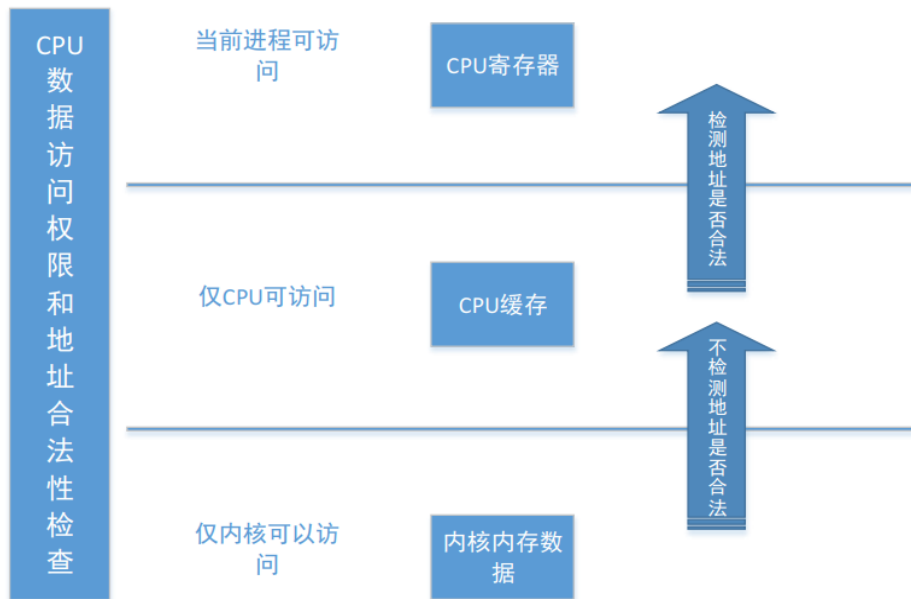 CPU
数
据
访
问
权
限
和
地
址
合
法
性
检
查
当前进程可访
问
CPU寄存器
检测地址是否合法
仅CPU可访问
CPU缓存
不检测地址是否合法
仅内核可以访
问
内核内存数
据